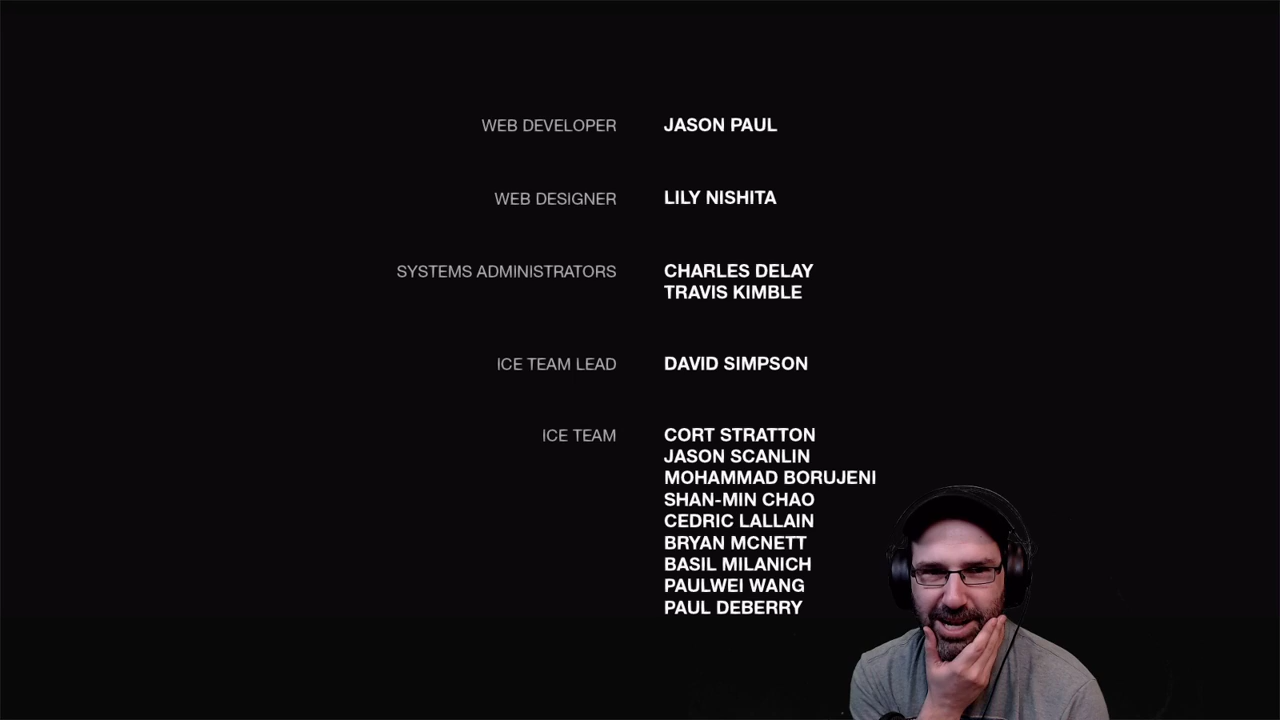 WEB DEVELOPER JASON PAUL
WEB DESIGNER LILY NISHITA
SYSTEMS ADMINISTRATORS CHARLES DELAY
TRAVIS KIMBLE
ICE TEAM LEAD DAVID SIMPSON
ICE TEAM CORT STRATTON
JASON SCANLIN
MOHAMMAD BORUJENI
SHAN-MIN CHAO
CEDRIC LALLAIN
BRYAN MCNETT
BASIL MILANICH
PAULWEI WANG
PAUL DEBERRY